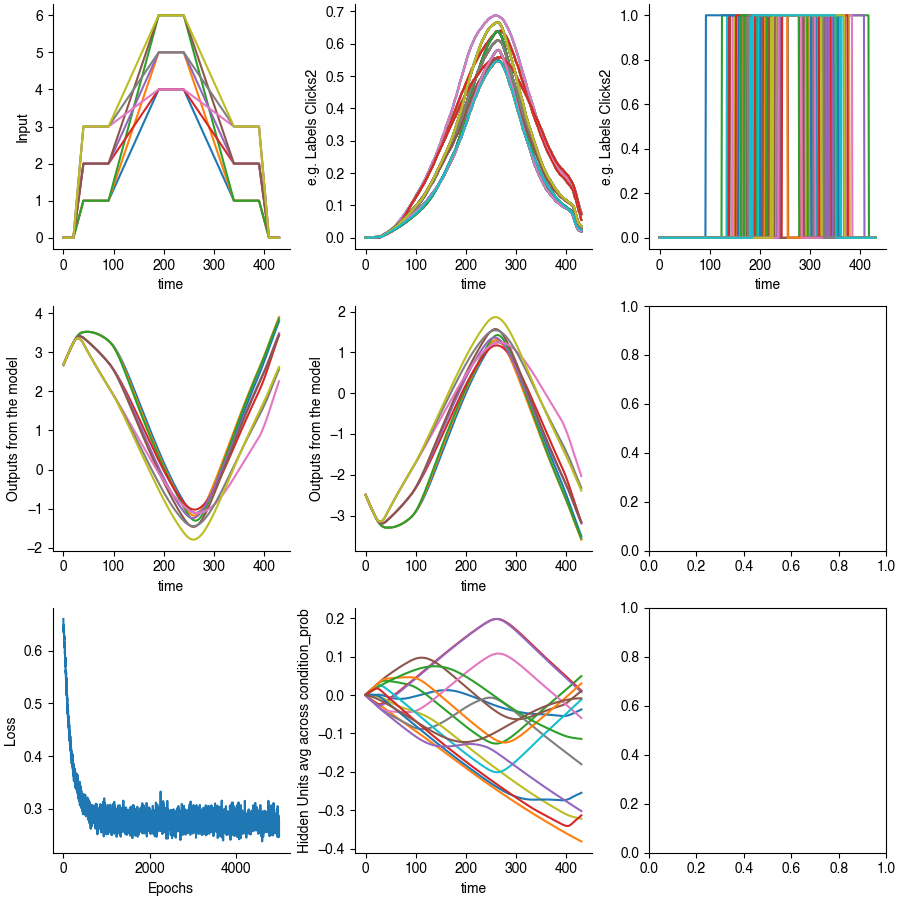 6
5
4
3
2
1
0
Input
0 100 200 300 400
time
0.7
0.6
0.5
0.4
0.3
0.2
0.1
0.0
e.g. Labels Clicks2
0 100 200 300 400
time
1.0
0.8
0.6
0.4
0.2
0.0
e.g. Labels Clicks2
0 100 200 300 400
time
4
3
2
1
0
−1
−2
Outputs from the model
0 100 200 300 400
time
2
1
0
−1
−2
−3
Outputs from the model
0 100 200 300 400
time
1.0
0.8
0.6
0.4
0.2
0.0
0.0 0.2 0.4 0.6 0.8 1.0
0.6
0.5
0.4
0.3
Loss
0 2000 4000
Epochs
0.2
0.1
0.0
−0.1
−0.2
−0.3
−0.4
Hidden Units avg across condition_prob
0 100 200 300 400
time
1.0
0.8
0.6
0.4
0.2
0.0
0.0 0.2 0.4 0.6 0.8 1.0